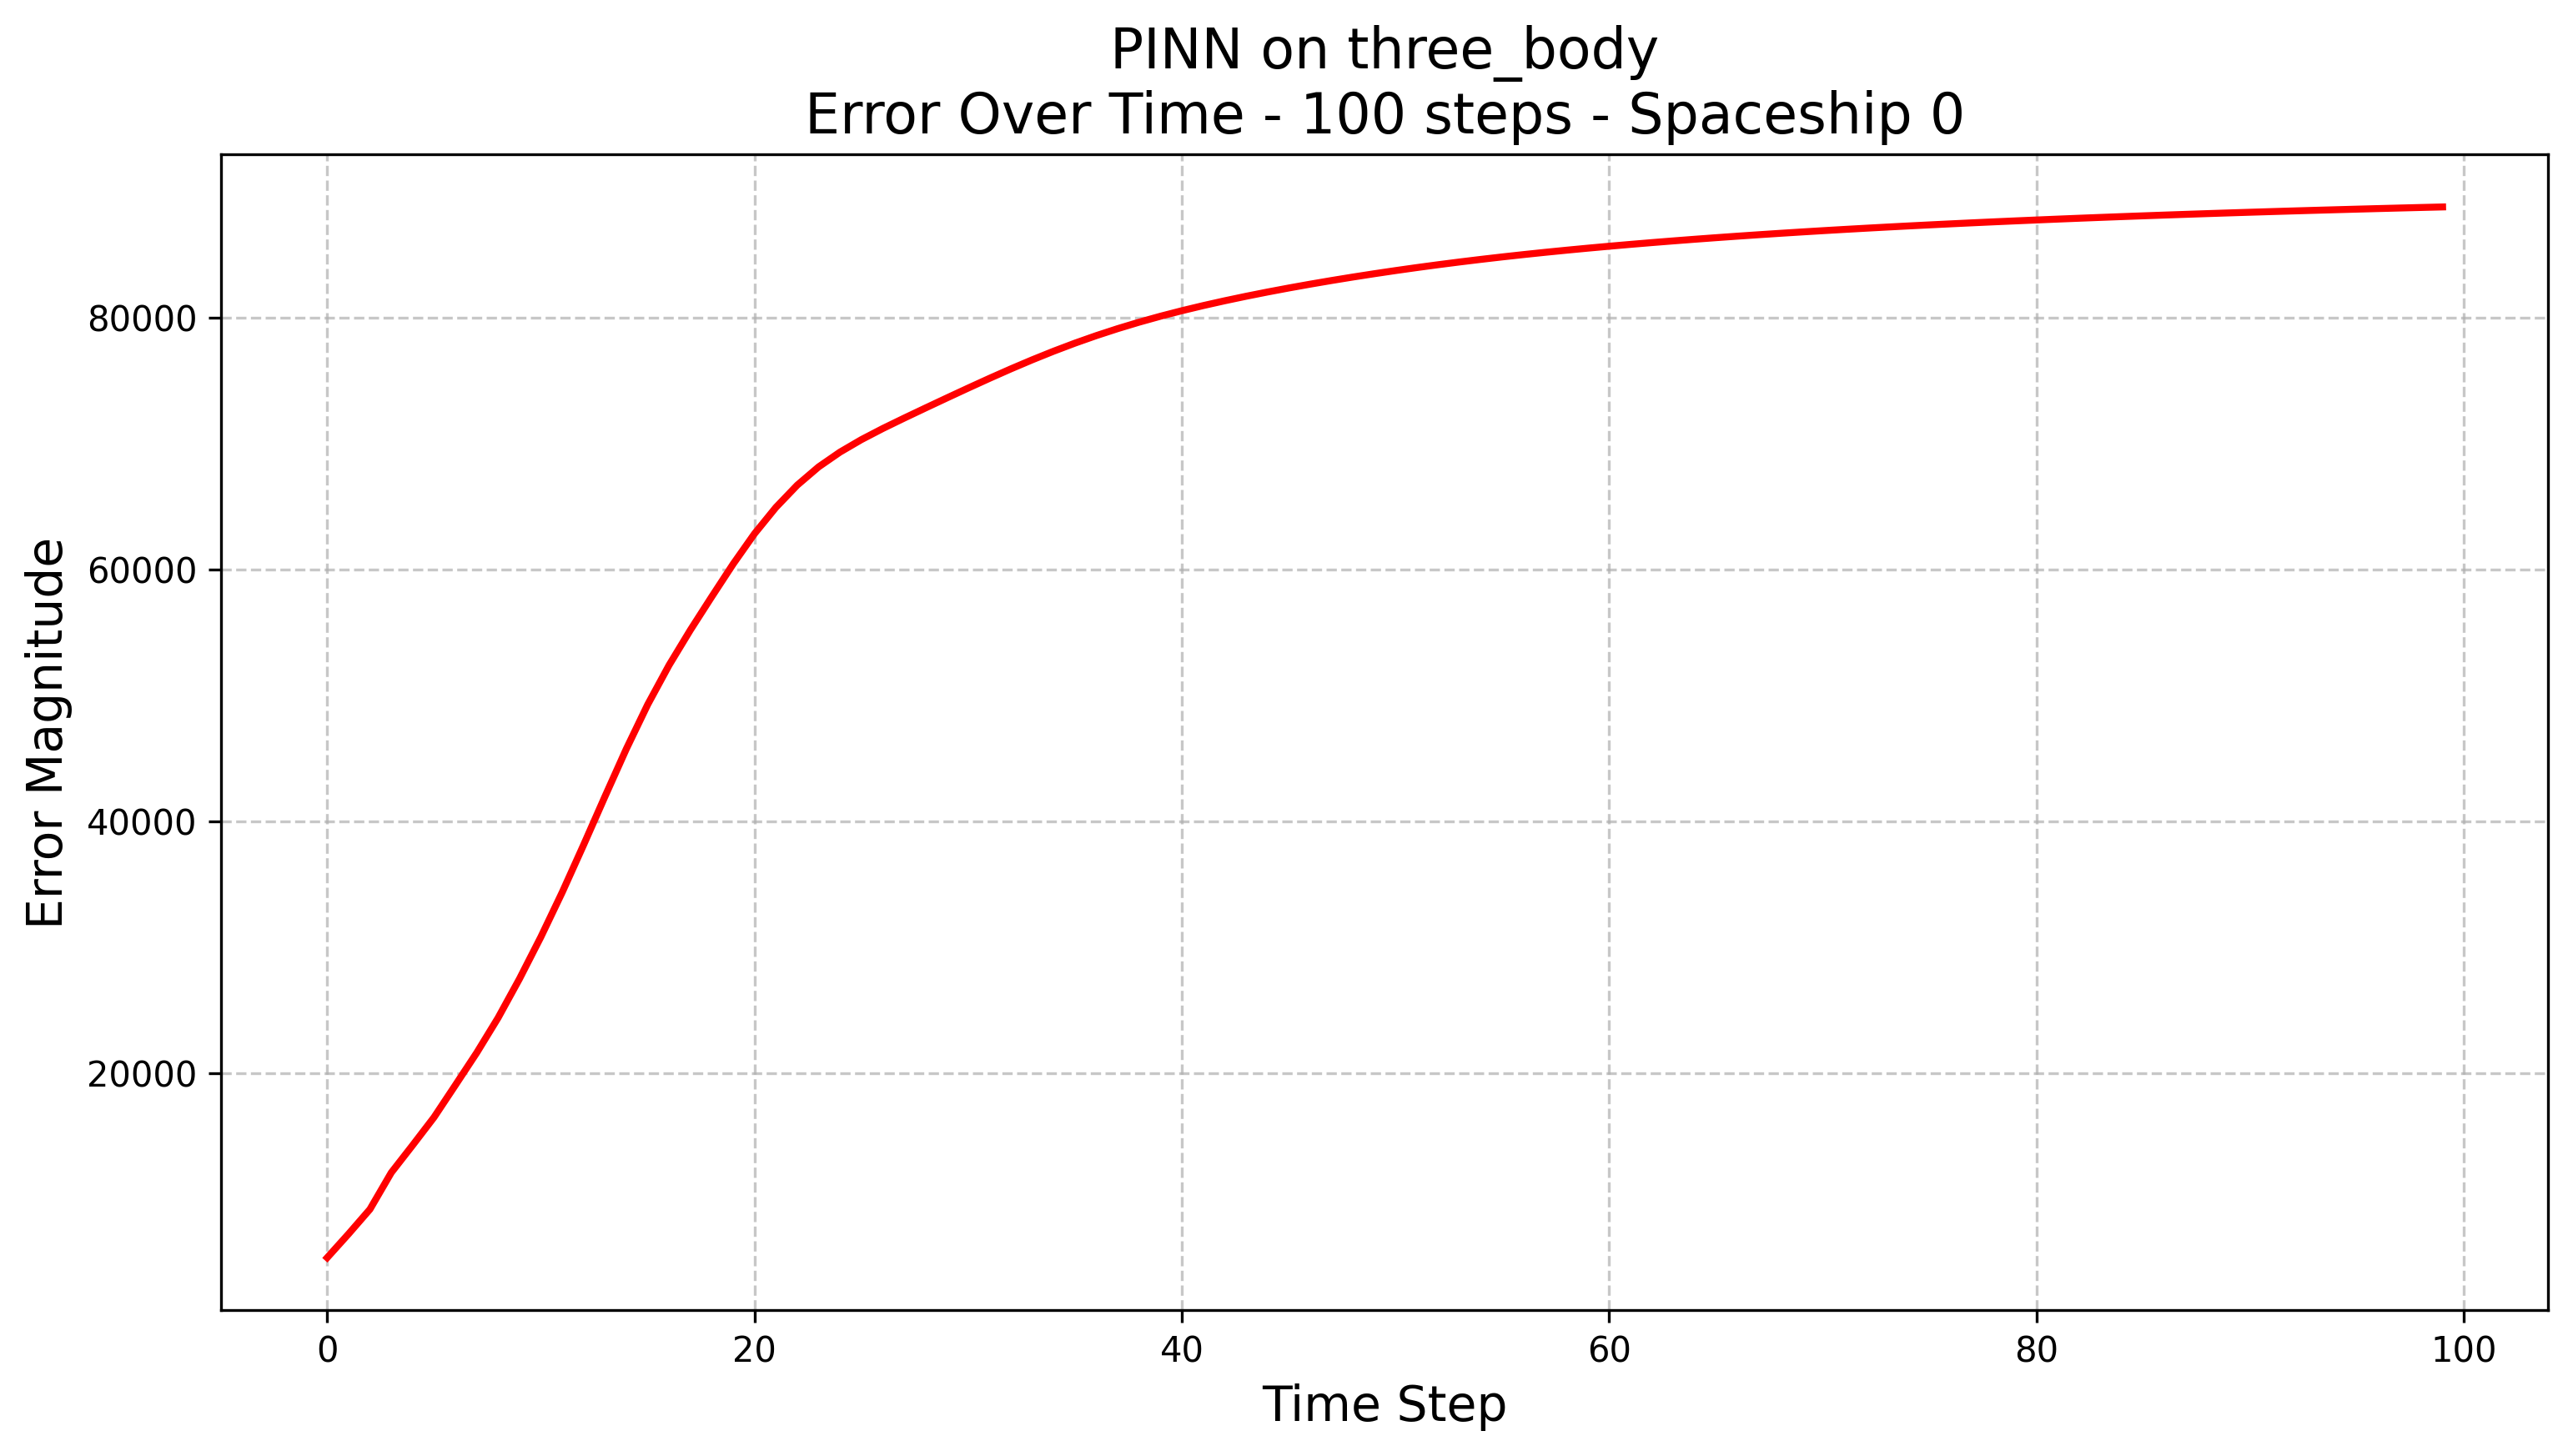 PINN on three_body
Error Over Time - 100 steps - Spaceship 0
Error Magnitude
80000
60000
40000
20000
0
20
40
60
80
100
Time Step